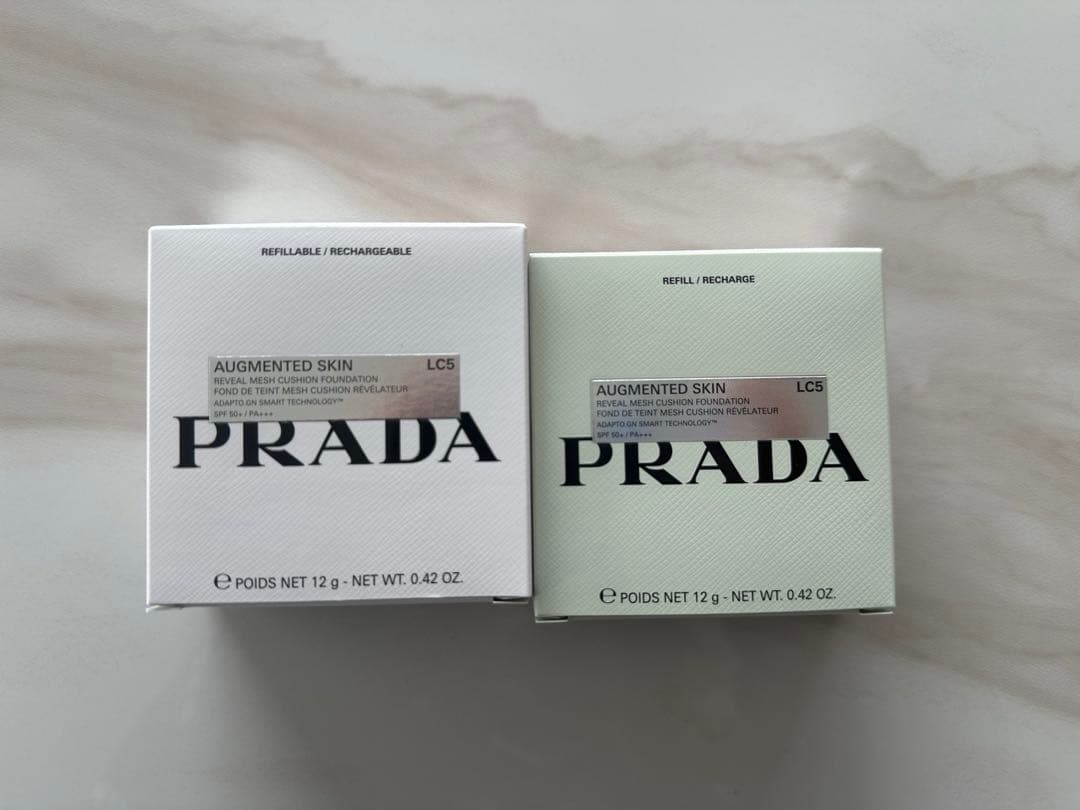 REFILLABLE / RECHARGEABLE
AUGMENTED SKIN LC5
REVEAL MESH CUSHION FOUNDATION
FOND DE TEINT MESH CUSHION RÉVÉLATEUR
ADAPTO.GN SMART TECHNOLOGY™
SPF 50+ / PA+++
PRADA
℮ POIDS NET 12 g - NET WT. 0.42 OZ.
REFILL / RECHARGE
AUGMENTED SKIN LC5
REVEAL MESH CUSHION FOUNDATION
FOND DE TEINT MESH CUSHION RÉVÉLATEUR
ADAPTO.GN SMART TECHNOLOGY™
SPF 50+ / PA+++
PRADA
℮ POIDS NET 12 g - NET WT. 0.42 OZ.